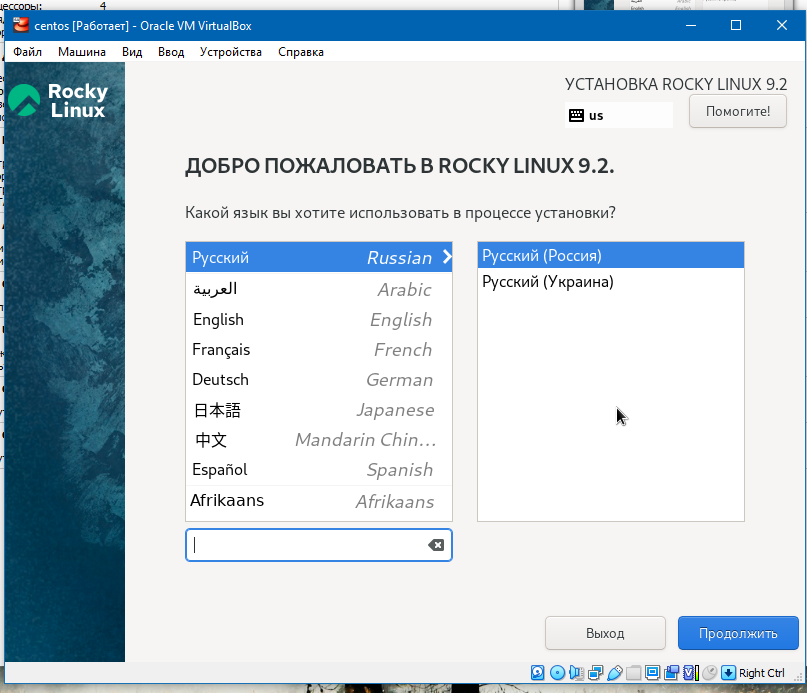 цессоры: 4
centos [Работает] - Oracle VM VirtualBox
Файл Машина Вид Ввод Устройства Справка
Rocky
Linux
УСТАНОВКА ROCKY LINUX 9.2
us
Помогите!
ДОБРО ПОЖАЛОВАТЬ В ROCKY LINUX 9.2.
Какой язык вы хотите использовать в процессе установки?
Русский Russian
العربية Arabic
English English
Français French
Deutsch German
日本語 Japanese
中文 Mandarin Chin…
Español Spanish
Afrikaans Afrikaans
Русский (Россия)
Русский (Украина)
Выход Продолжить
Right Ctrl